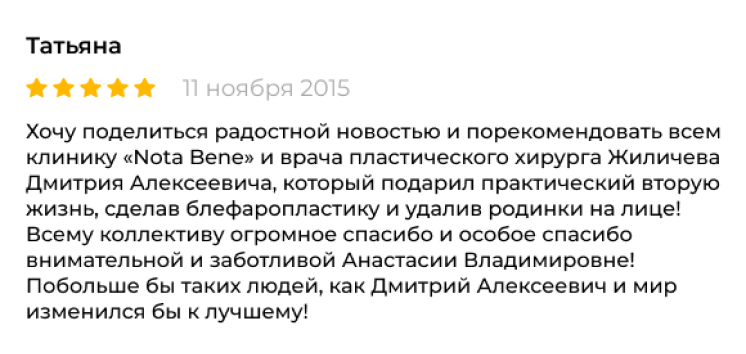 Татьяна
11 ноября 2015
Хочу поделиться радостной новостью и порекомендовать всем
клинику «Nota Bene» и врача пластического хирурга Жиличева
Дмитрия Алексеевича, который подарил практический вторую
жизнь, сделав блефаропластику и удалив родинки на лице!
Всему коллективу огромное спасибо и особое спасибо
внимательной и заботливой Анастасии Владимировне!
Побольше бы таких людей, как Дмитрий Алексеевич и мир
изменился бы к лучшему!